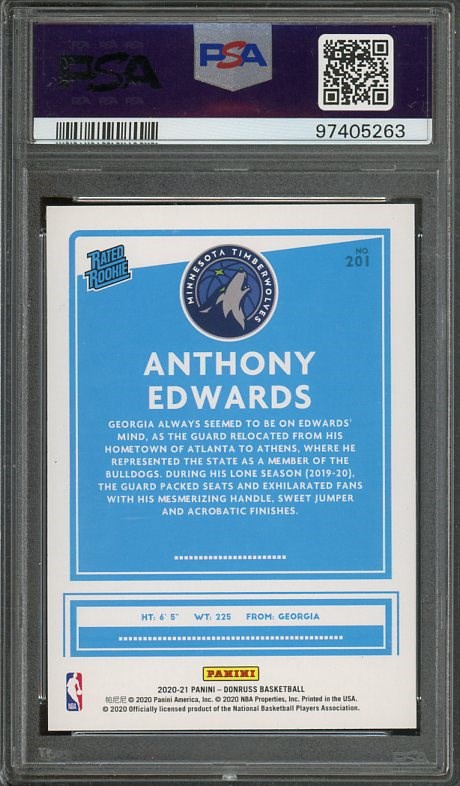 PSA
PSA
97405263
RATED
ROOKIE
MINNESOTA TIMBERWOLVES
NO
201
ANTHONY
EDWARDS
GEORGIA ALWAYS SEEMED TO BE ON EDWARDS'
MIND, AS THE GUARD RELOCATED FROM HIS
HOMETOWN OF ATLANTA TO ATHENS, WHERE HE
REPRESENTED THE STATE AS A MEMBER OF THE
BULLDOGS. DURING HIS LONE SEASON (2019-20),
THE GUARD PACKED SEATS AND EXHILARATED FANS
WITH HIS MESMERIZING HANDLE, SWEET JUMPER
AND ACROBATIC FINISHES.
HT: 6' 5" WT: 225 FROM: GEORGIA
PANINI
2020-21 PANINI – DONRUSS BASKETBALL
帕尼尼 © 2020 Panini America, Inc. © 2020 NBA Properties, Inc. Printed in the USA.
© 2020 Officially licensed product of the National Basketball Players Association.
NBA